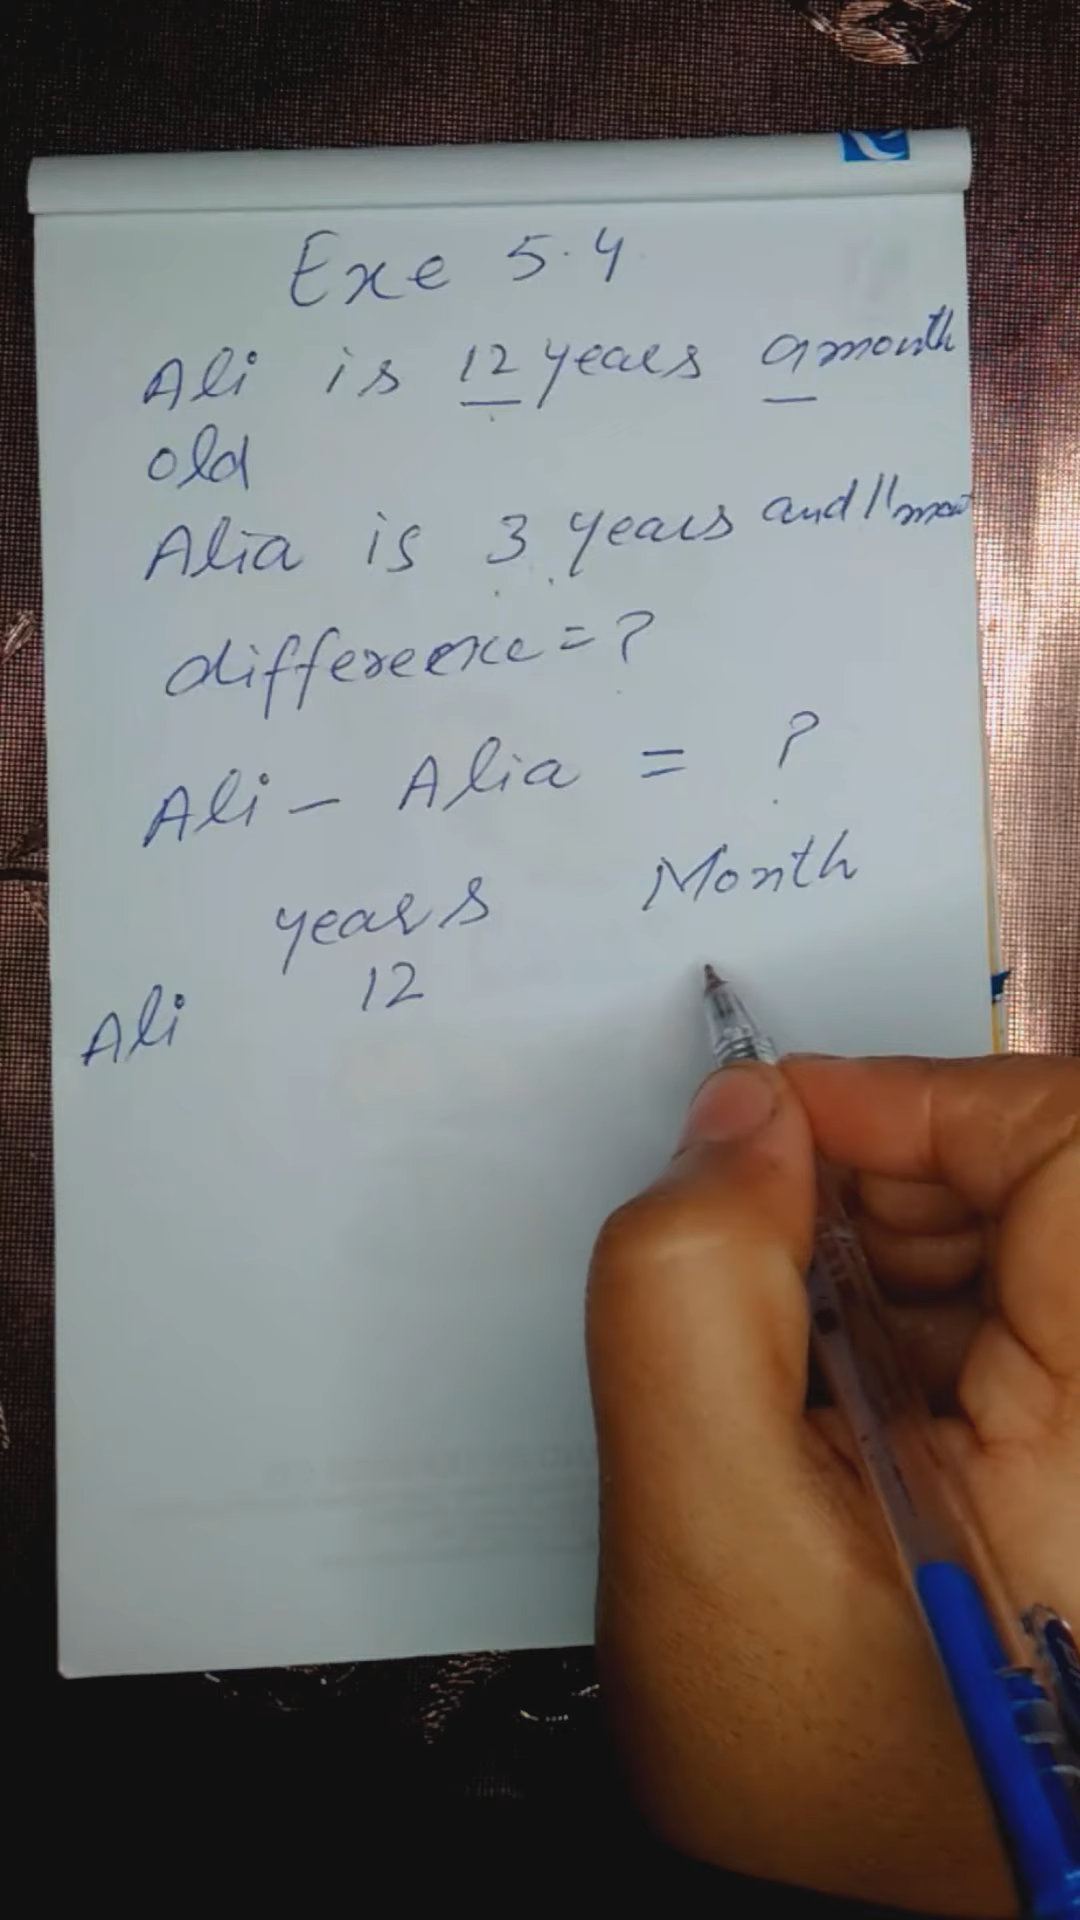 Exe 5.4
Ali is 12 years 9 month
old
Alia is 3 years and 11
difference = ?
Ali - Alia = ?
years Month
Ali 12